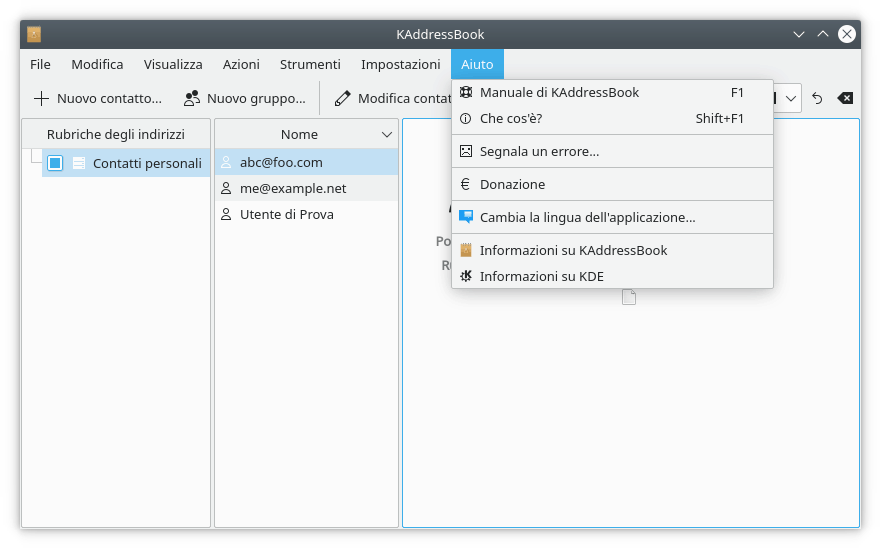 KAddressBook
File Modifica Visualizza Azioni Strumenti Impostazioni Aiuto
Nuovo contatto... Nuovo gruppo... Modifica
Rubriche degli indirizzi
Contatti personali
Nome
abc@foo.com
me@example.net
Utente di Prova
Manuale di KAddressBook F1
Che cos'è? Shift+F1
Segnala un errore...
Donazione
Cambia la lingua dell'applicazione...
Informazioni su KAddressBook
Informazioni su KDE